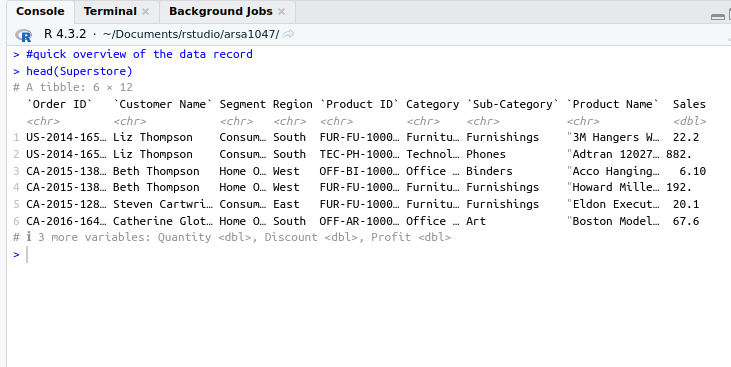 Console Terminal Background Jobs
R 4.3.2 · ~/Documents/rstudio/arsa1047/
> #quick overview of the data record
> head(Superstore)
# A tibble: 6 × 12
`Order ID` `Customer Name` Segment Region `Product ID` Category `Sub-Category` `Product Name` Sales
<chr> <chr> <chr> <chr> <chr> <chr> <chr> <chr> <dbl>
1 US-2014-165… Liz Thompson Consum… South FUR-FU-1000… Furnitu… Furnishings "3M Hangers W… 22.2
2 US-2014-165… Liz Thompson Consum… South TEC-PH-1000… Technol… Phones "Adtran 12027… 882.
3 CA-2015-138… Beth Thompson Home O… West OFF-BI-1000… Office … Binders "Acco Hanging… 6.10
4 CA-2015-138… Beth Thompson Home O… West FUR-FU-1000… Furnitu… Furnishings "Howard Mille… 192.
5 CA-2015-128… Steven Cartwri… Consum… East FUR-FU-1000… Furnitu… Furnishings "Eldon Execut… 20.1
6 CA-2016-164… Catherine Glot… Home O… South OFF-AR-1000… Office … Art "Boston Model… 67.6
# ℹ 3 more variables: Quantity <dbl>, Discount <dbl>, Profit <dbl>
>